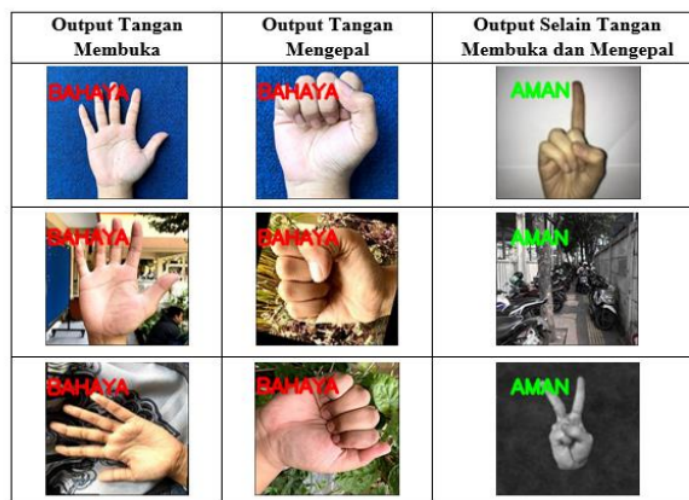 Output Tangan Membuka
Output Tangan Mengepal
Output Selain Tangan Membuka dan Mengepal
BAHAYA
BAHAYA
AMAN
BAHAYA
BAHAYA
AMAN
BAHAYA
BAHAYA
AMAN